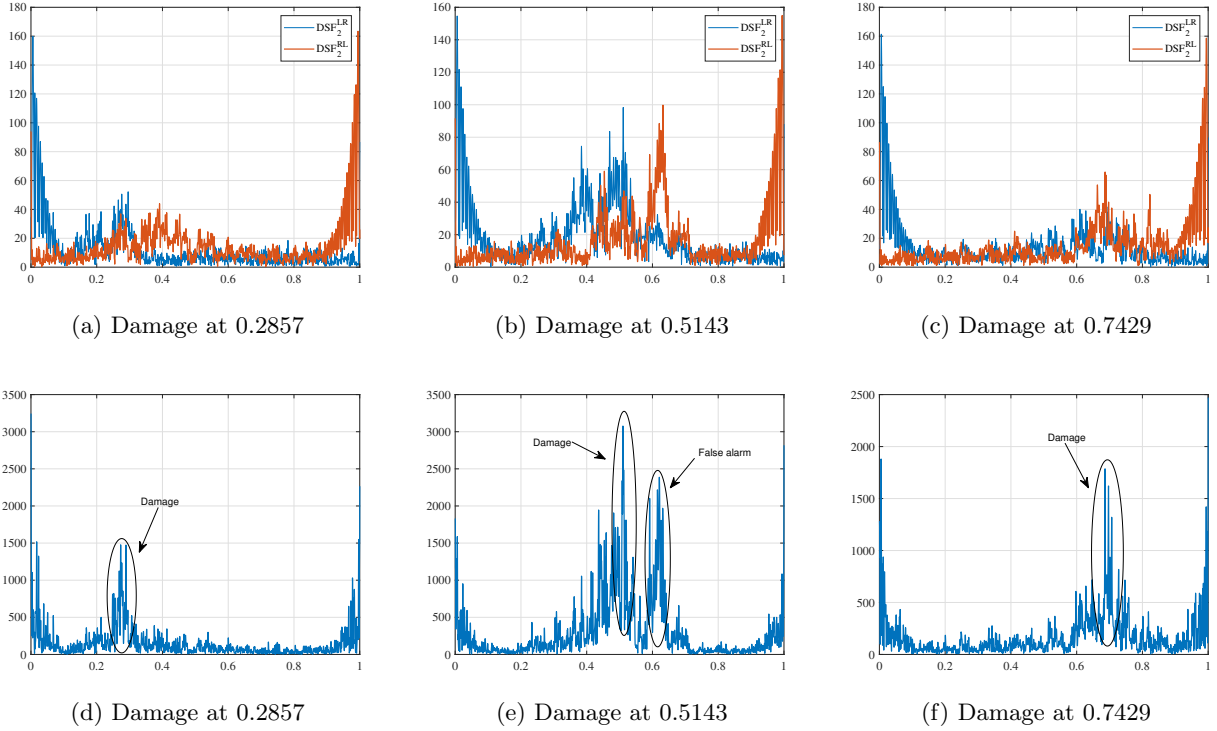 180
160
140
120
100
80
60
40
20
0
0 0.2 0.4 0.6 0.8 1
DSF₂ᴸᴿ
DSF₂ᴿᴸ
(a) Damage at 0.2857
160
140
120
100
80
60
40
20
0
0 0.2 0.4 0.6 0.8 1
DSF₂ᴸᴿ
DSF₂ᴿᴸ
(b) Damage at 0.5143
180
160
140
120
100
80
60
40
20
0
0 0.2 0.4 0.6 0.8 1
DSF₂ᴸᴿ
DSF₂ᴿᴸ
(c) Damage at 0.7429
3500
3000
2500
2000
1500
1000
500
0
0 0.2 0.4 0.6 0.8 1
Damage
(d) Damage at 0.2857
3500
3000
2500
2000
1500
1000
500
0
0 0.2 0.4 0.6 0.8 1
Damage
False alarm
(e) Damage at 0.5143
2500
2000
1500
1000
500
0
0 0.2 0.4 0.6 0.8 1
Damage
(f) Damage at 0.7429